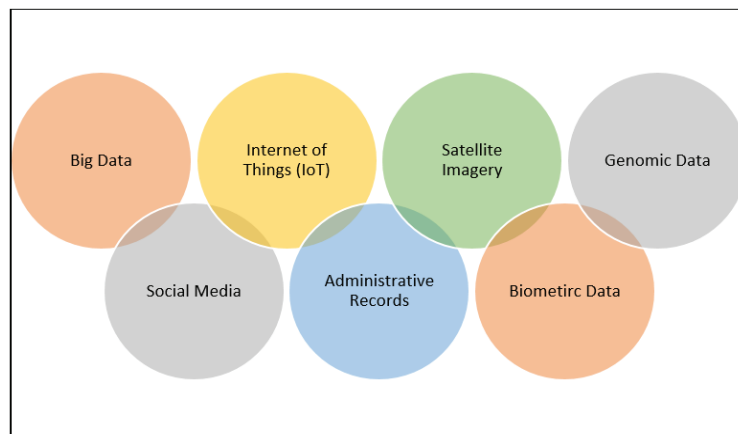 Big Data
Internet of
Things (IoT)
Satellite
Imagery
Genomic Data
Social Media
Administrative
Records
Biometirc Data